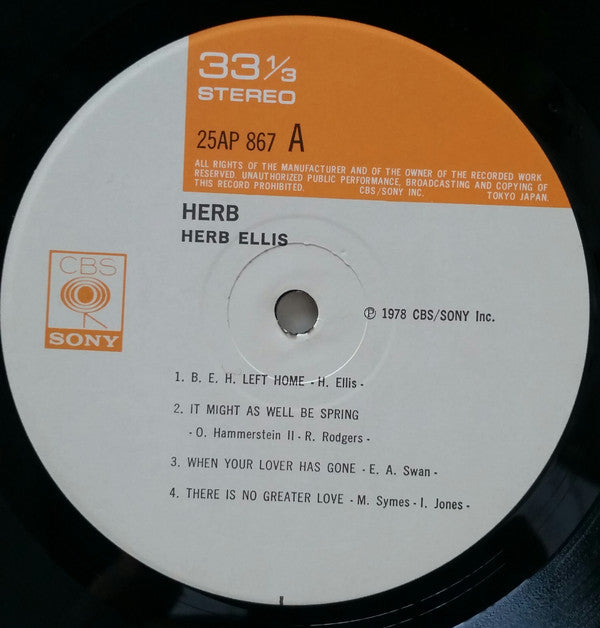 33 1/3
STEREO
25AP 867 A
ALL RIGHTS OF THE MANUFACTURER AND OF THE OWNER OF THE RECORDED WORK
RESERVED. UNAUTHORIZED PUBLIC PERFORMANCE, BROADCASTING AND COPYING OF
THIS RECORD PROHIBITED. CBS/SONY INC. TOKYO JAPAN.
HERB
HERB ELLIS
CBS
SONY
℗ 1978 CBS/SONY Inc.
1. B. E. H. LEFT HOME - H. Ellis -
2. IT MIGHT AS WELL BE SPRING
- O. Hammerstein II - R. Rodgers -
3. WHEN YOUR LOVER HAS GONE - E. A. Swan -
4. THERE IS NO GREATER LOVE - M. Symes - I. Jones -